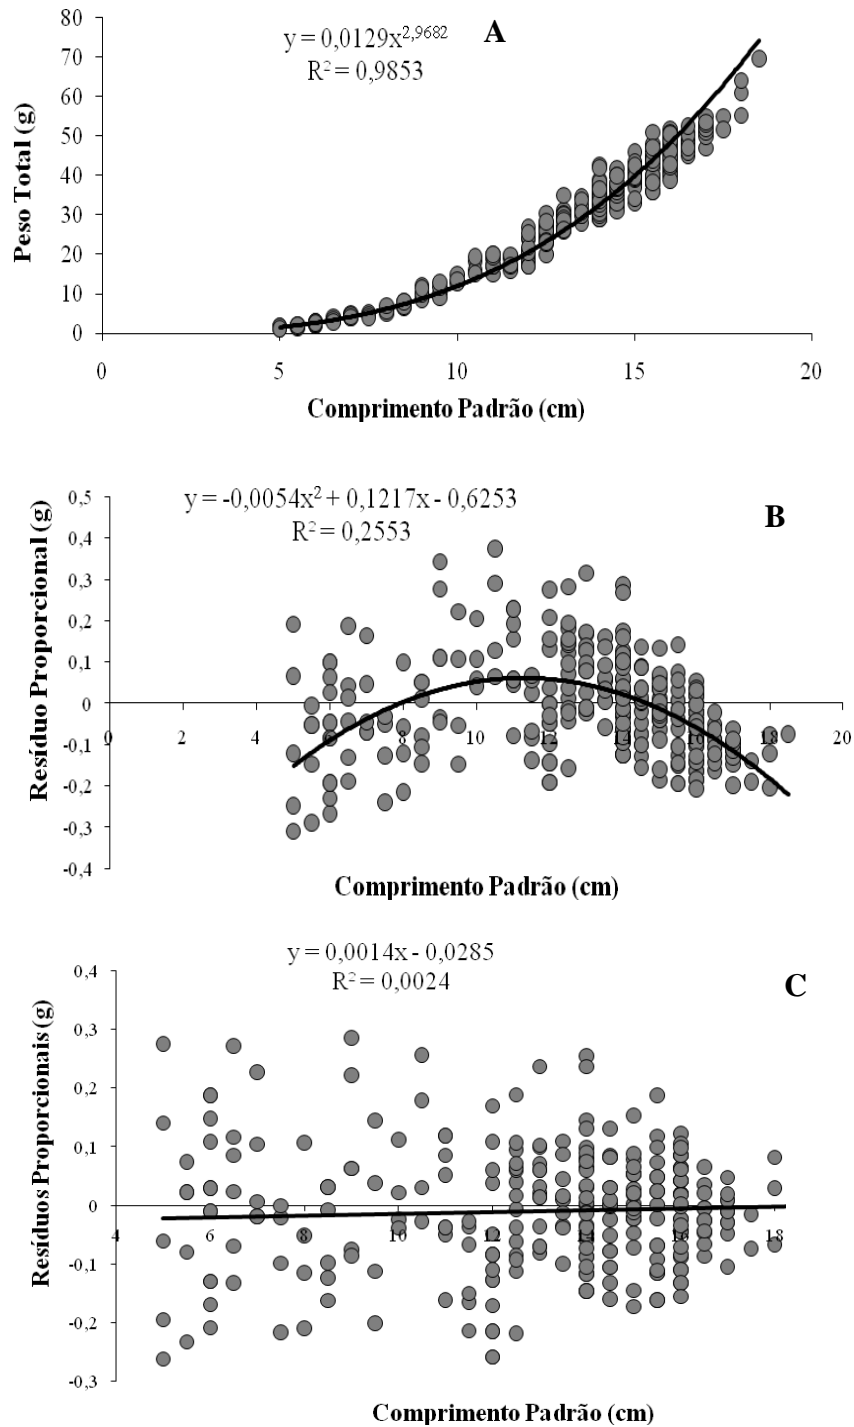 A
y = 0,0129x^2,9682
R² = 0,9853
80
70
60
50
40
30
20
10
0
Peso Total (g)
0 5 10 15 20
Comprimento Padrão (cm)
B
y = -0,0054x² + 0,1217x - 0,6253
R² = 0,2553
0,5
0,4
0,3
0,2
0,1
0
-0,1
-0,2
-0,3
-0,4
Resíduo Proporcional (g)
0 2 4 6 8 10 12 14 16 18 20
Comprimento Padrão (cm)
C
y = 0,0014x - 0,0285
R² = 0,0024
0,4
0,3
0,2
0,1
0
-0,1
-0,2
-0,3
Resíduos Proporcionais (g)
4 6 8 10 12 14 16 18
Comprimento Padrão (cm)